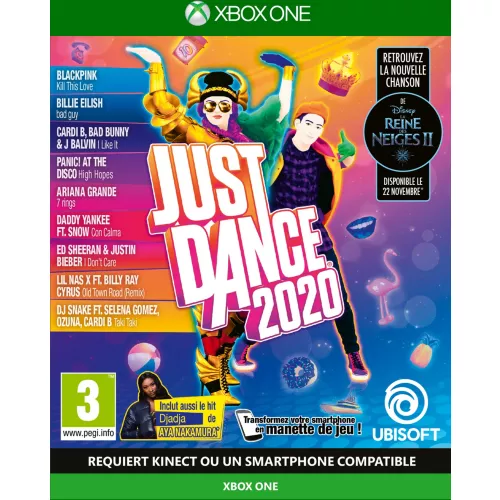 XBOX ONE
BLACKPINK
Kill This Love
BILLIE EILISH
bad guy
CARDI B, BAD BUNNY
& J BALVIN I Like It
PANIC! AT THE
DISCO High Hopes
ARIANA GRANDE
7 rings
DADDY YANKEE
FT. SNOW Con Calma
ED SHEERAN & JUSTIN
BIEBER I Don't Care
LIL NAS X FT. BILLY RAY
CYRUS (Old Town Road (Remix)
DJ SNAKE FT. SELENA GOMEZ,
OZUNA, CARDI B Taki Taki
RETROUVEZ
LA NOUVELLE
CHANSON
DE
Disney
LA
REINE
DES
NEIGES II
DISPONIBLE LE
22 NOVEMBRE*
JUST
DANCE
2020
3
www.pegi.info
Inclut aussi le hit
Djadja de
AYA NAKAMURA*
Transformez votre smartphone
en manette de jeu !
UBISOFT
REQUIERT KINECT OU UN SMARTPHONE COMPATIBLE
XBOX ONE